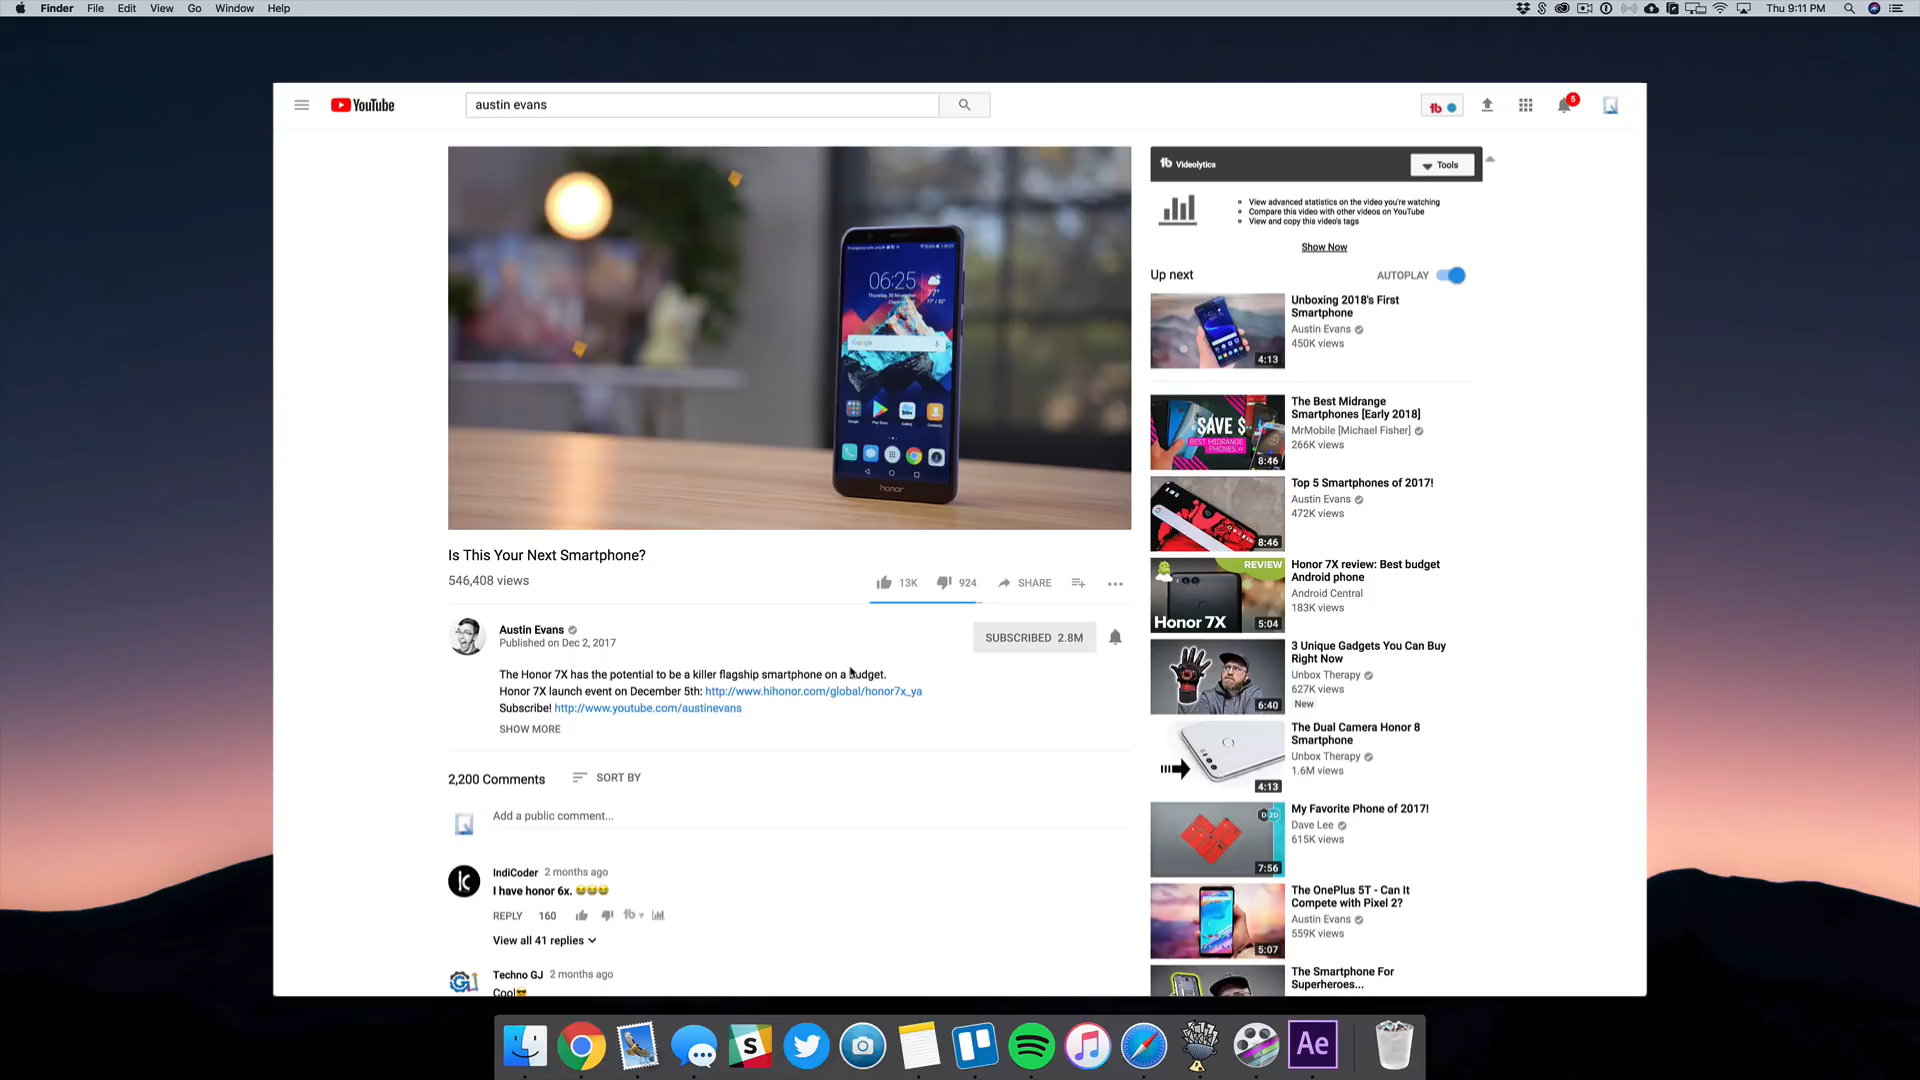 Finder File Edit View Go Window Help
Thu 9:11 PM
YouTube
austin evans
5
06:25
Google
honor
Is This Your Next Smartphone?
546,408 views
13K 924 SHARE
Austin Evans
Published on Dec 2, 2017
SUBSCRIBED 2.8M
The Honor 7X has the potential to be a killer flagship smartphone on a budget.
Honor 7X launch event on December 5th: http://www.hihonor.com/global/honor7x_ya
Subscribe! http://www.youtube.com/austinevans
SHOW MORE
2,200 Comments SORT BY
Add a public comment...
IndiCoder 2 months ago
I have honor 6x. 😂😂😂
REPLY 160
View all 41 replies
Techno GJ 2 months ago
Cool😎
Videolytics
Tools
View advanced statistics on the video you're watching
Compare this video with other videos on YouTube
View and copy this video's tags
Show Now
Up next AUTOPLAY
4:13
Unboxing 2018's First
Smartphone
Austin Evans
450K views
SAVE $
BEST MIDRANGE
PHONES >>
8:46
The Best Midrange
Smartphones [Early 2018]
MrMobile [Michael Fisher]
266K views
8:46
Top 5 Smartphones of 2017!
Austin Evans
472K views
REVIEW
Honor 7X
5:04
Honor 7X review: Best budget
Android phone
Android Central
183K views
6:40
3 Unique Gadgets You Can Buy
Right Now
Unbox Therapy
627K views
New
4:13
The Dual Camera Honor 8
Smartphone
Unbox Therapy
1.6M views
7:56
My Favorite Phone of 2017!
Dave Lee
615K views
5:07
The OnePlus 5T - Can It
Compete with Pixel 2?
Austin Evans
559K views
The Smartphone For
Superheroes...
S
Ae